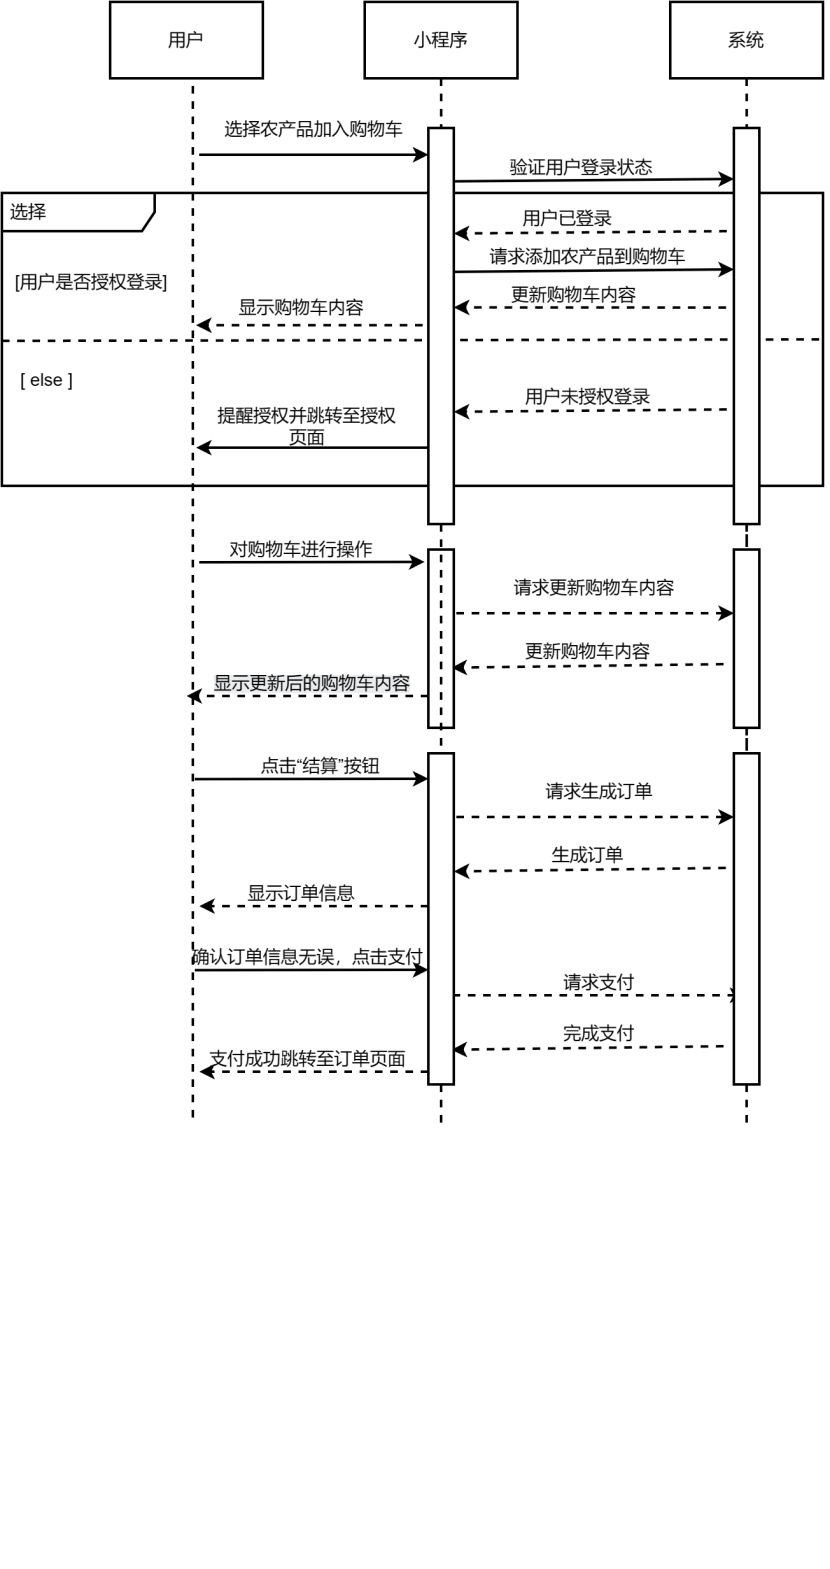 用户
小程序
系统
选择农产品加入购物车
验证用户登录状态
选择
用户已登录
请求添加农产品到购物车
[用户是否授权登录]
更新购物车内容
显示购物车内容
[ else ]
用户未授权登录
提醒授权并跳转至授权
页面
对购物车进行操作
请求更新购物车内容
更新购物车内容
显示更新后的购物车内容
点击“结算”按钮
请求生成订单
生成订单
显示订单信息
确认订单信息无误，点击支付
请求支付
完成支付
支付成功跳转至订单页面